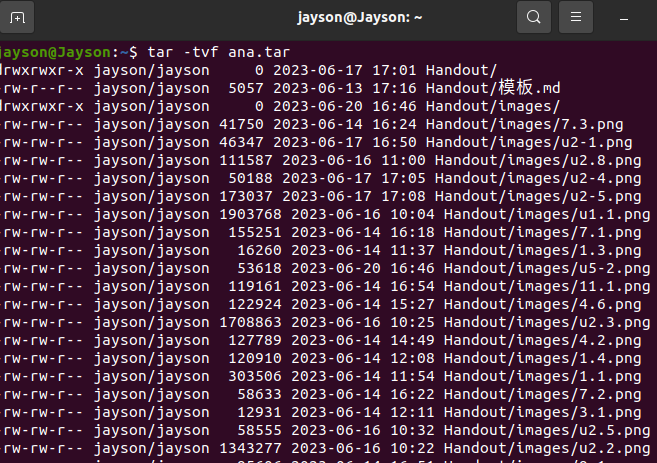 jayson@Jayson: ~
jayson@Jayson:~$ tar -tvf ana.tar
drwxrwxr-x jayson/jayson 0 2023-06-17 17:01 Handout/
-rw-r--r-- jayson/jayson 5057 2023-06-13 17:16 Handout/模板.md
drwxrwxr-x jayson/jayson 0 2023-06-20 16:46 Handout/images/
-rw-rw-r-- jayson/jayson 41750 2023-06-14 16:24 Handout/images/7.3.png
-rw-rw-r-- jayson/jayson 46347 2023-06-17 16:50 Handout/images/u2-1.png
-rw-rw-r-- jayson/jayson 111587 2023-06-16 11:00 Handout/images/u2.8.png
-rw-rw-r-- jayson/jayson 50188 2023-06-17 17:05 Handout/images/u2-4.png
-rw-rw-r-- jayson/jayson 173037 2023-06-17 17:08 Handout/images/u2-5.png
-rw-rw-r-- jayson/jayson 1903768 2023-06-16 10:04 Handout/images/u1.1.png
-rw-rw-r-- jayson/jayson 155251 2023-06-14 16:18 Handout/images/7.1.png
-rw-rw-r-- jayson/jayson 16260 2023-06-14 11:37 Handout/images/1.3.png
-rw-rw-r-- jayson/jayson 53618 2023-06-20 16:46 Handout/images/u5-2.png
-rw-rw-r-- jayson/jayson 119161 2023-06-14 16:54 Handout/images/11.1.png
-rw-rw-r-- jayson/jayson 122924 2023-06-14 15:27 Handout/images/4.6.png
-rw-rw-r-- jayson/jayson 1708863 2023-06-16 10:25 Handout/images/u2.3.png
-rw-rw-r-- jayson/jayson 127789 2023-06-14 14:49 Handout/images/4.2.png
-rw-rw-r-- jayson/jayson 120910 2023-06-14 12:08 Handout/images/1.4.png
-rw-rw-r-- jayson/jayson 303506 2023-06-14 11:54 Handout/images/1.1.png
-rw-rw-r-- jayson/jayson 58633 2023-06-14 16:22 Handout/images/7.2.png
-rw-rw-r-- jayson/jayson 12931 2023-06-14 12:11 Handout/images/3.1.png
-rw-rw-r-- jayson/jayson 58555 2023-06-16 10:32 Handout/images/u2.5.png
-rw-rw-r-- jayson/jayson 1343277 2023-06-16 10:22 Handout/images/u2.2.png